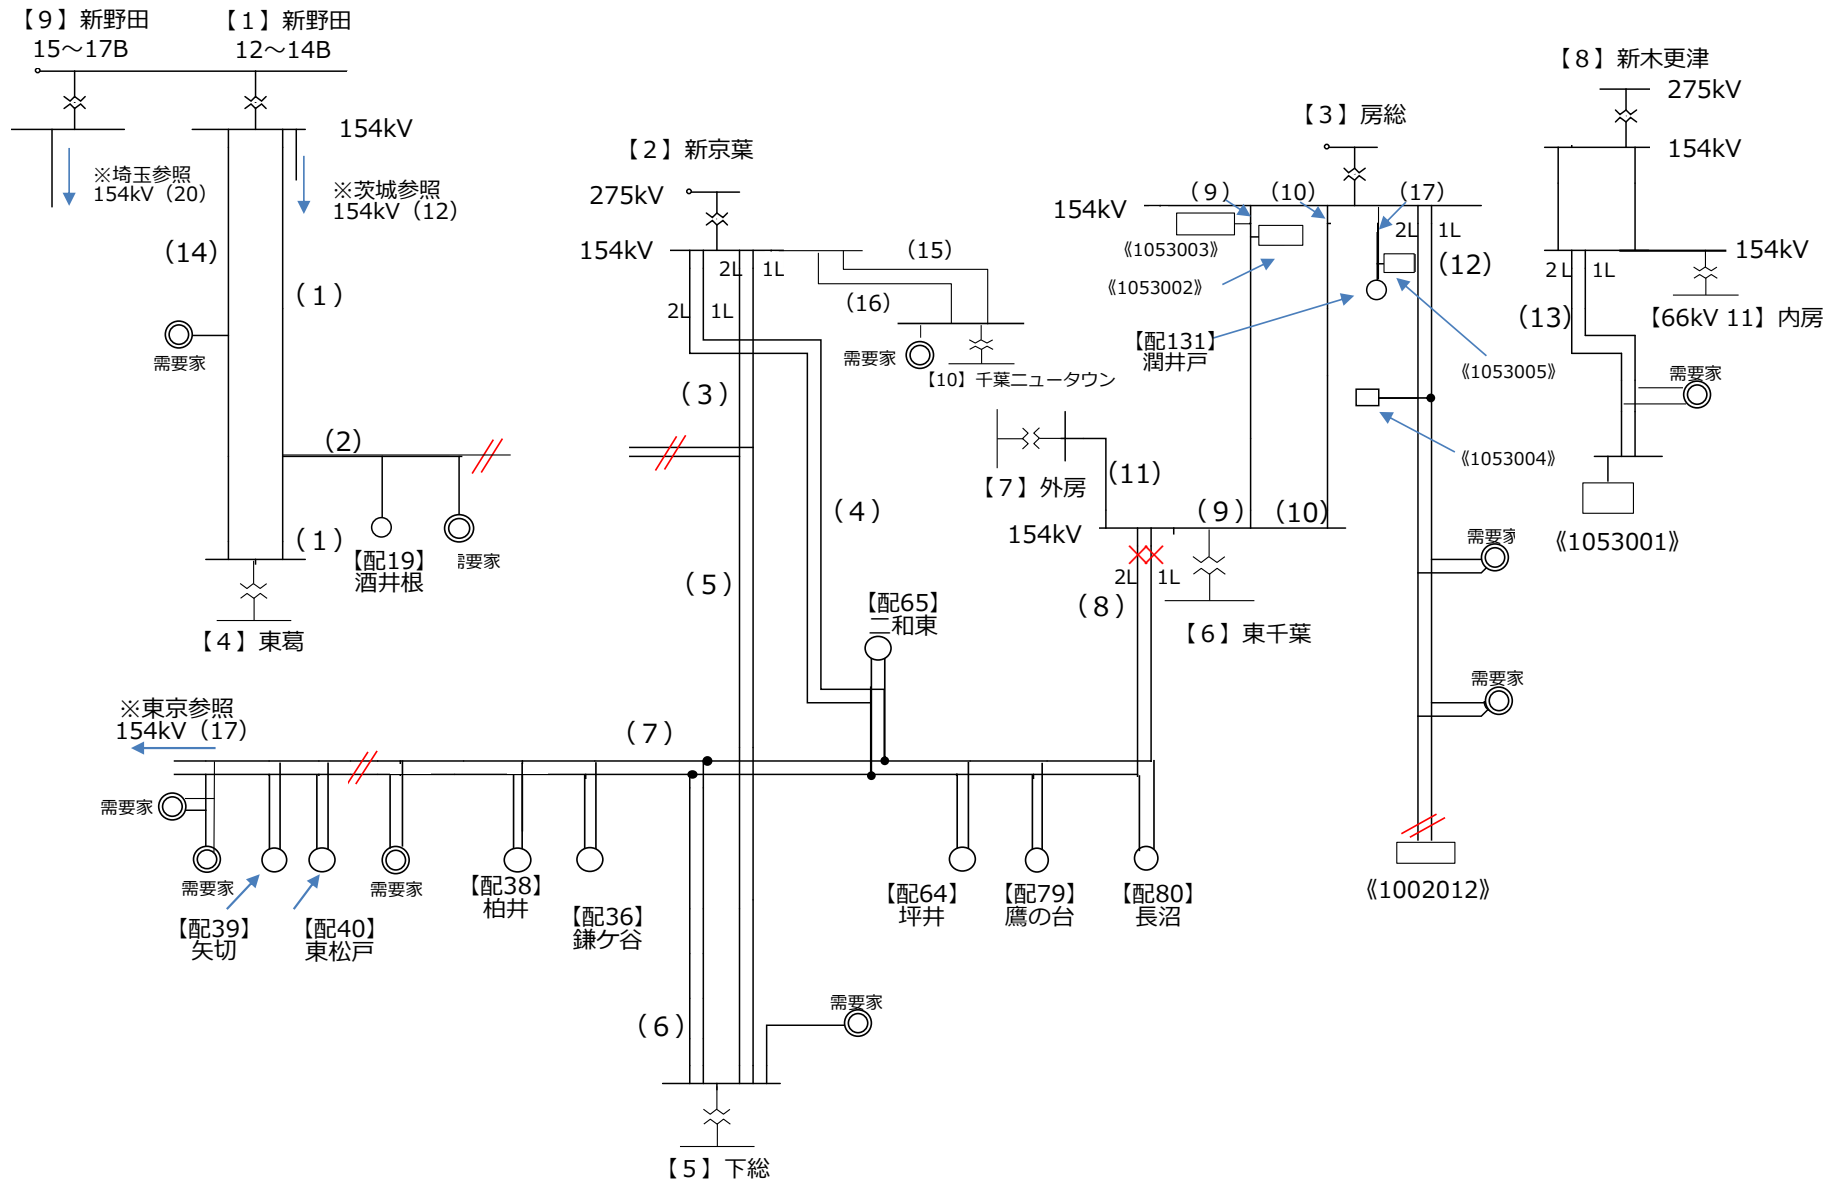 【９】新野田
15～17B
【１】新野田
12～14B
154kV
※埼玉参照
154kV（20）
※茨城参照
154kV（12）
（14）
（１）
需要家
（２）
（１）
【配19】
酒井根
需要家
【４】東葛
【２】新京葉
275kV
154kV
2L
1L
2L
1L
（15）
（16）
需要家
【10】千葉ニュータウン
（３）
（４）
（５）
【３】房総
154kV
（９）
（10）
（17）
《1053003》
《1053002》
2L
1L
（12）
【配131】
潤井戸
《1053005》
《1053004》
【７】外房
（11）
154kV
（９）
（10）
2L
1L
（８）
【６】東千葉
需要家
需要家
《1002012》
【８】新木更津
275kV
154kV
154kV
2L
1L
（13）
【66kV 11】内房
需要家
《1053001》
【配65】
二和東
※東京参照
154kV（17）
（７）
需要家
需要家
【配39】
矢切
【配40】
東松戸
需要家
【配38】
柏井
【配36】
鎌ケ谷
【配64】
坪井
【配79】
鷹の台
【配80】
長沼
（６）
需要家
【５】下総